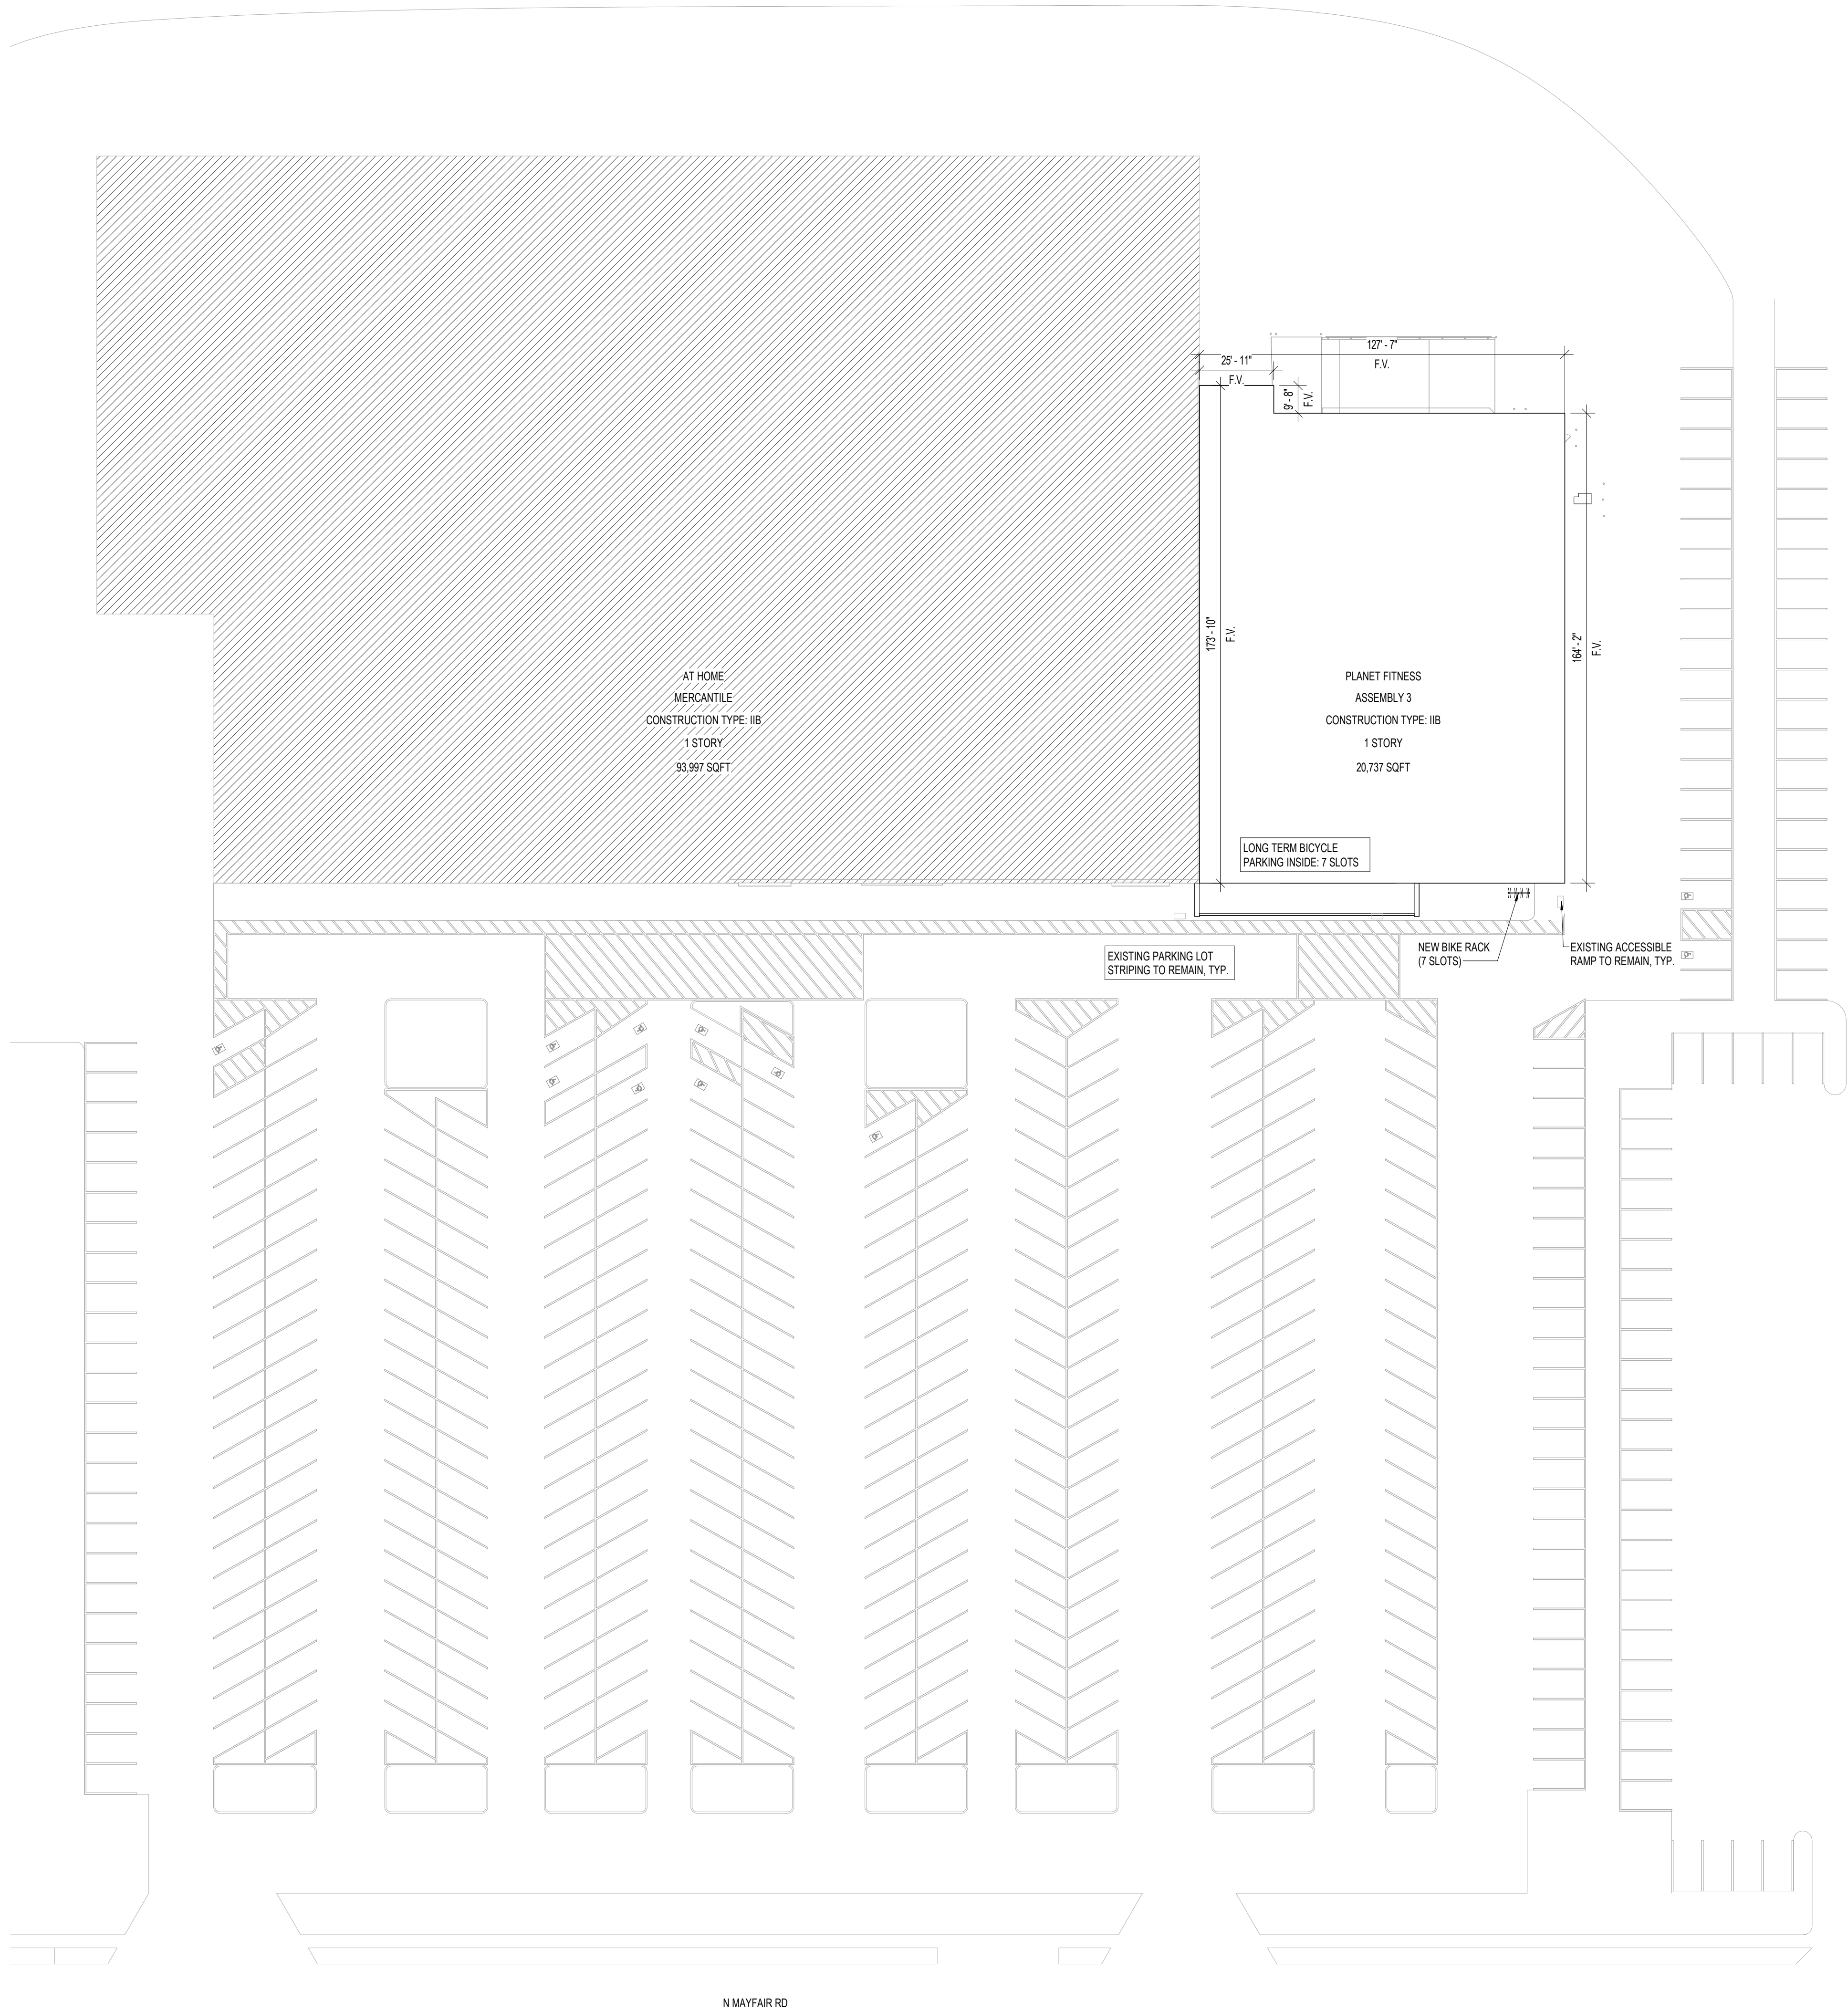 127' - 7"
F.V.
25' - 11"
F.V.
9' - 8"
F.V.
173' - 10"
F.V.
164' - 2"
F.V.
AT HOME
MERCANTILE
CONSTRUCTION TYPE: IIB
1 STORY
93,997 SQFT
PLANET FITNESS
ASSEMBLY 3
CONSTRUCTION TYPE: IIB
1 STORY
20,737 SQFT
LONG TERM BICYCLE
PARKING INSIDE: 7 SLOTS
EXISTING PARKING LOT
STRIPING TO REMAIN, TYP.
NEW BIKE RACK
(7 SLOTS)
EXISTING ACCESSIBLE
RAMP TO REMAIN, TYP.
N MAYFAIR RD